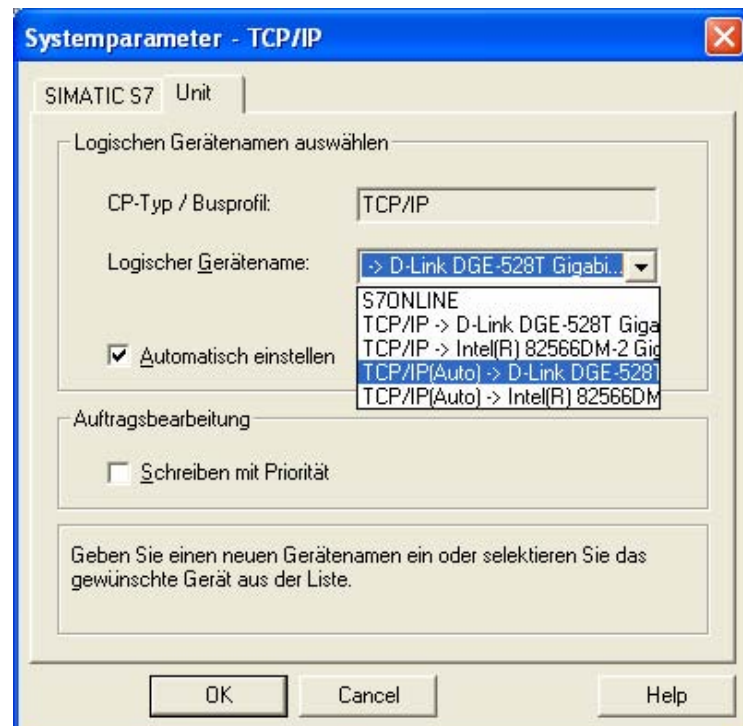 Systemparameter - TCP/IP
SIMATIC S7 Unit
Logischen Gerätenamen auswählen
CP-Typ / Busprofil: TCP/IP
Logischer Gerätename: -> D-Link DGE-528T Gigabi...
S7ONLINE
TCP/IP -> D-Link DGE-528T Giga
TCP/IP -> Intel(R) 82566DM-2 Gig
Automatisch einstellen
TCP/IP(Auto) -> D-Link DGE-528T
TCP/IP(Auto) -> Intel(R) 82566DM
Auftragsbearbeitung
Schreiben mit Priorität
Geben Sie einen neuen Gerätenamen ein oder selektieren Sie das
gewünschte Gerät aus der Liste.
OK Cancel Help